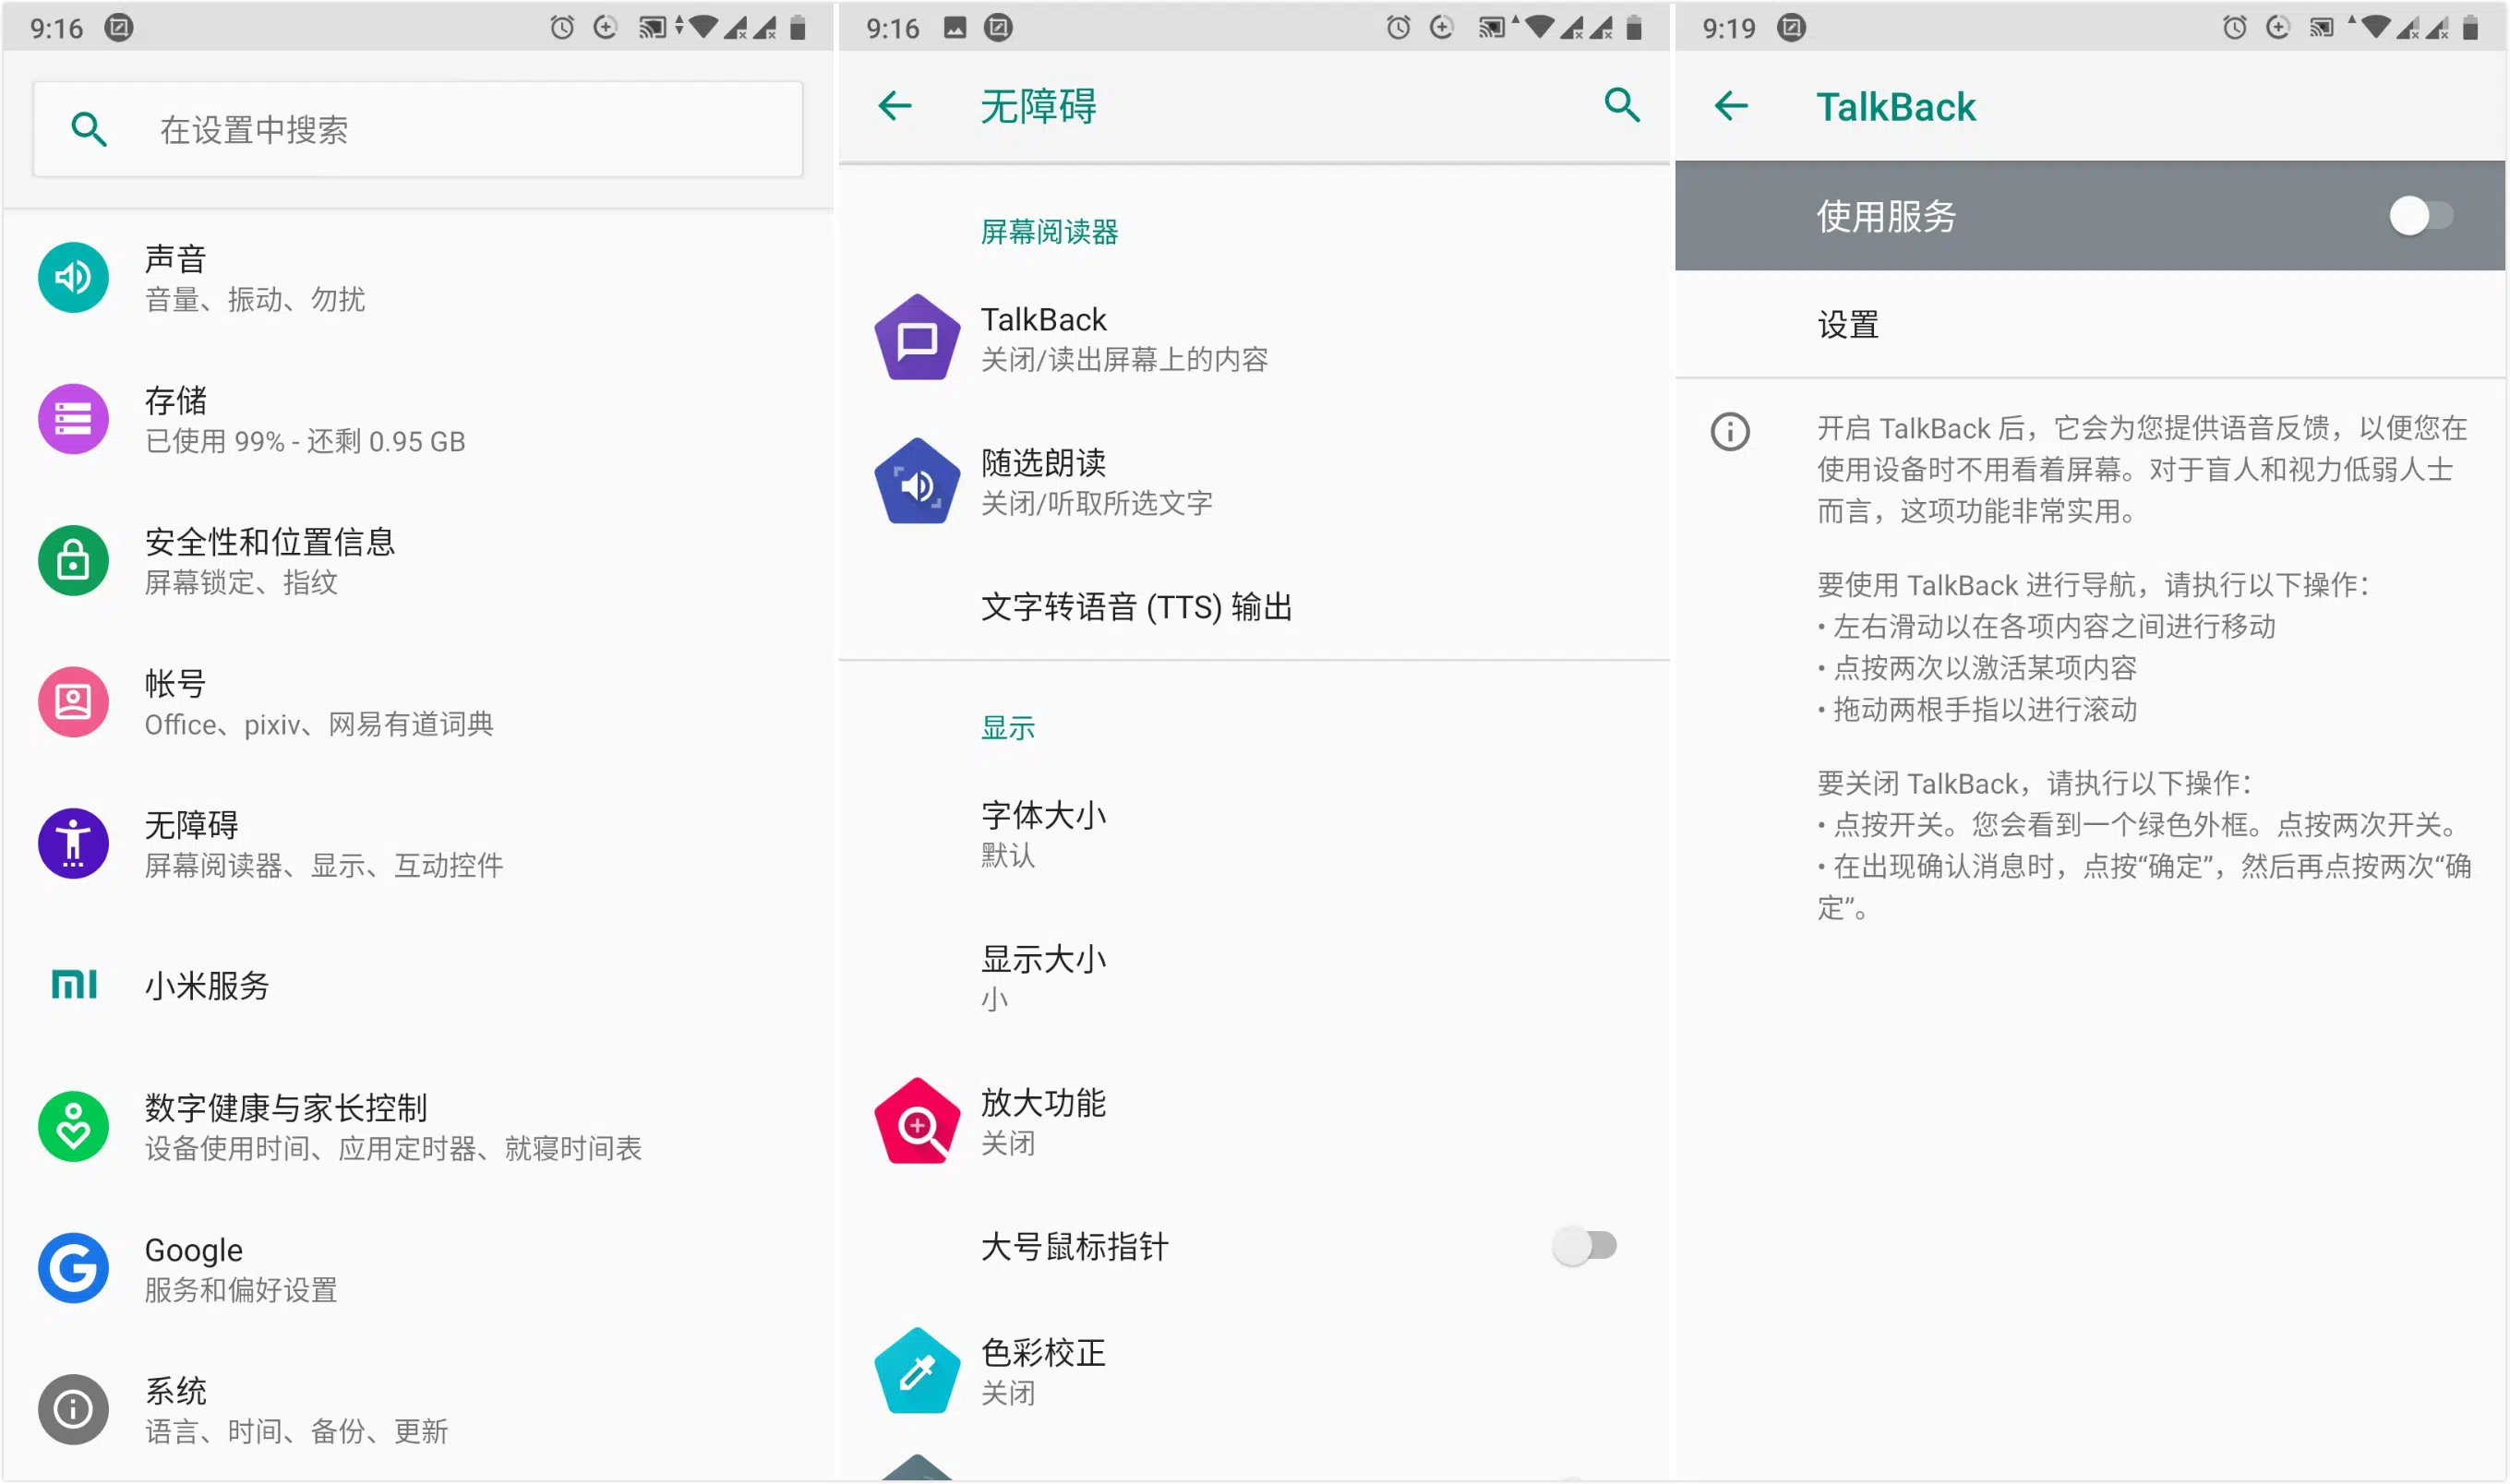 9:16
在设置中搜索
声音
音量、振动、勿扰
存储
已使用 99% - 还剩 0.95 GB
安全性和位置信息
屏幕锁定、指纹
帐号
Office、pixiv、网易有道词典
无障碍
屏幕阅读器、显示、互动控件
小米服务
数字健康与家长控制
设备使用时间、应用定时器、就寝时间表
Google
服务和偏好设置
系统
语言、时间、备份、更新
9:16
无障碍
屏幕阅读器
TalkBack
关闭/读出屏幕上的内容
随选朗读
关闭/听取所选文字
文字转语音 (TTS) 输出
显示
字体大小
默认
显示大小
小
放大功能
关闭
大号鼠标指针
色彩校正
关闭
9:19
TalkBack
使用服务
设置
开启 TalkBack 后，它会为您提供语音反馈，以便您在
使用设备时不用看着屏幕。对于盲人和视力低弱人士
而言，这项功能非常实用。
要使用 TalkBack 进行导航，请执行以下操作：
• 左右滑动以在各项内容之间进行移动
• 点按两次以激活某项内容
• 拖动两根手指以进行滚动
要关闭 TalkBack，请执行以下操作：
• 点按开关。您会看到一个绿色外框。点按两次开关。
• 在出现确认消息时，点按“确定”，然后再点按两次“确
定”。